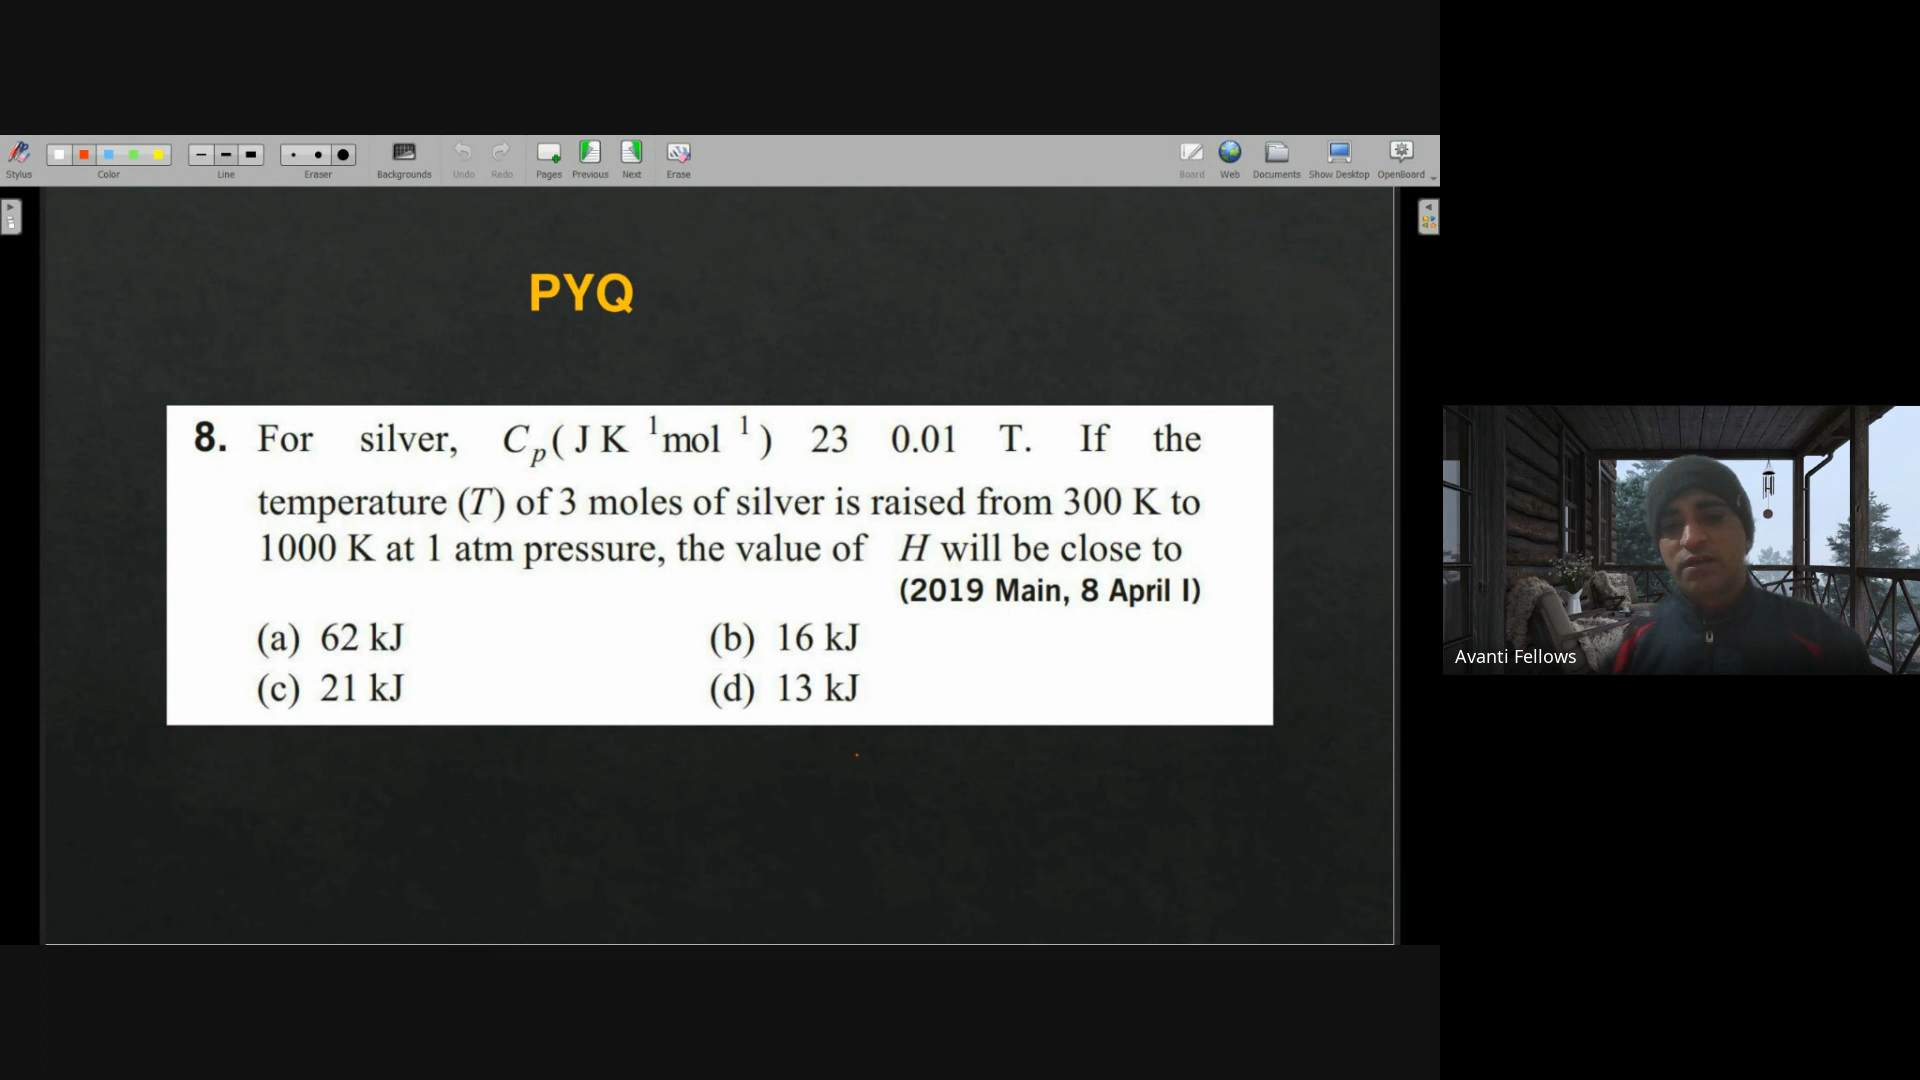 Stylus
Color
Line
Eraser
Backgrounds
Undo
Redo
Pages
Previous
Next
Erase
Board
Web
Documents
Show Desktop
OpenBoard
PYQ
8. For silver, Cp( J K 1mol 1) 23 0.01 T. If the
temperature (T) of 3 moles of silver is raised from 300 K to
1000 K at 1 atm pressure, the value of H will be close to
(2019 Main, 8 April I)
(a) 62 kJ (b) 16 kJ
(c) 21 kJ (d) 13 kJ
Avanti Fellows